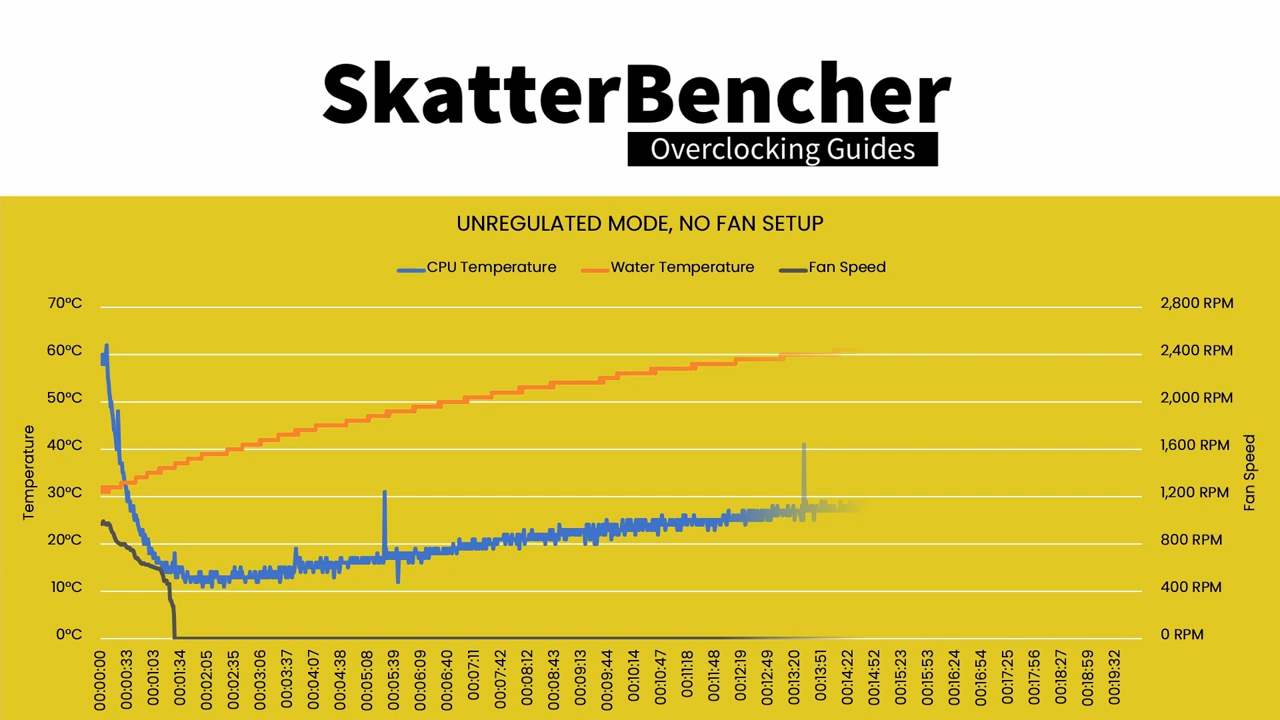 SkatterBencher
Overclocking Guides
UNREGULATED MODE, NO FAN SETUP
CPU Temperature Water Temperature Fan Speed
70°C 2,800 RPM
60°C 2,400 RPM
50°C 2,000 RPM
40°C 1,600 RPM
30°C 1,200 RPM
20°C 800 RPM
10°C 400 RPM
0°C 0 RPM
Temperature
Fan Speed
00:00:00 00:00:33 00:01:03 00:01:34 00:02:05 00:02:35 00:03:06 00:03:37 00:04:07 00:04:38 00:05:08 00:05:39 00:06:09 00:06:40 00:07:11 00:07:42 00:08:12 00:08:43 00:09:13 00:09:44 00:10:14 00:10:47 00:11:18 00:11:48 00:12:19 00:12:49 00:13:20 00:13:51 00:14:22 00:14:52 00:15:23 00:15:53 00:16:24 00:16:54 00:17:25 00:17:56 00:18:27 00:18:59 00:19:32